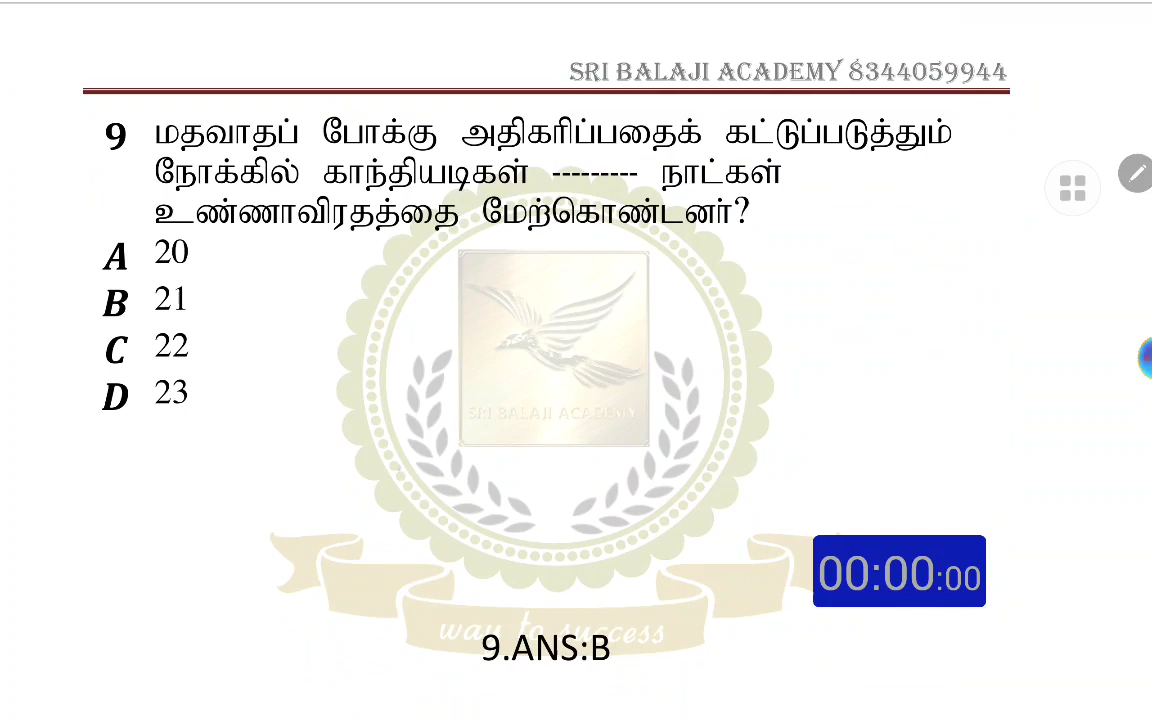 SRI BALAJI ACADEMY 8344059944
9 மதவாதப் போக்கு அதிகரிப்பதைக் கட்டுப்படுத்தும்
நோக்கில் காந்தியடிகள் --------- நாட்கள்
உண்ணாவிரதத்தை மேற்கொண்டனர்?
A 20
B 21
C 22
D 23
SRI BALAJI ACADEMY
00:00:00
way to success
9.ANS:B